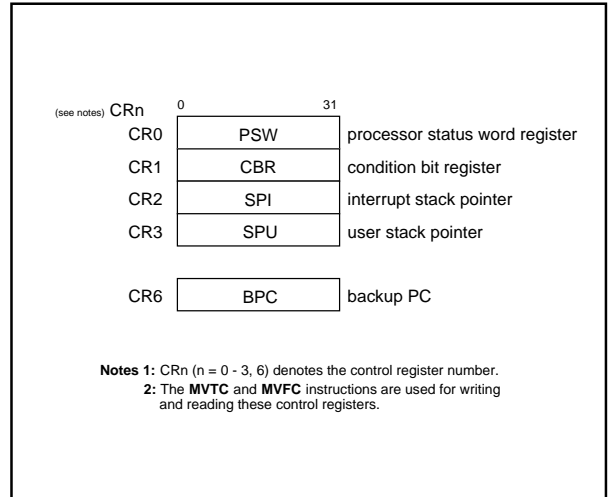 (see notes) CRn 0 31
CR0 PSW processor status word register
CR1 CBR condition bit register
CR2 SPI interrupt stack pointer
CR3 SPU user stack pointer
CR6 BPC backup PC
Notes 1: CRn (n = 0 - 3, 6) denotes the control register number.
2: The MVTC and MVFC instructions are used for writing
and reading these control registers.